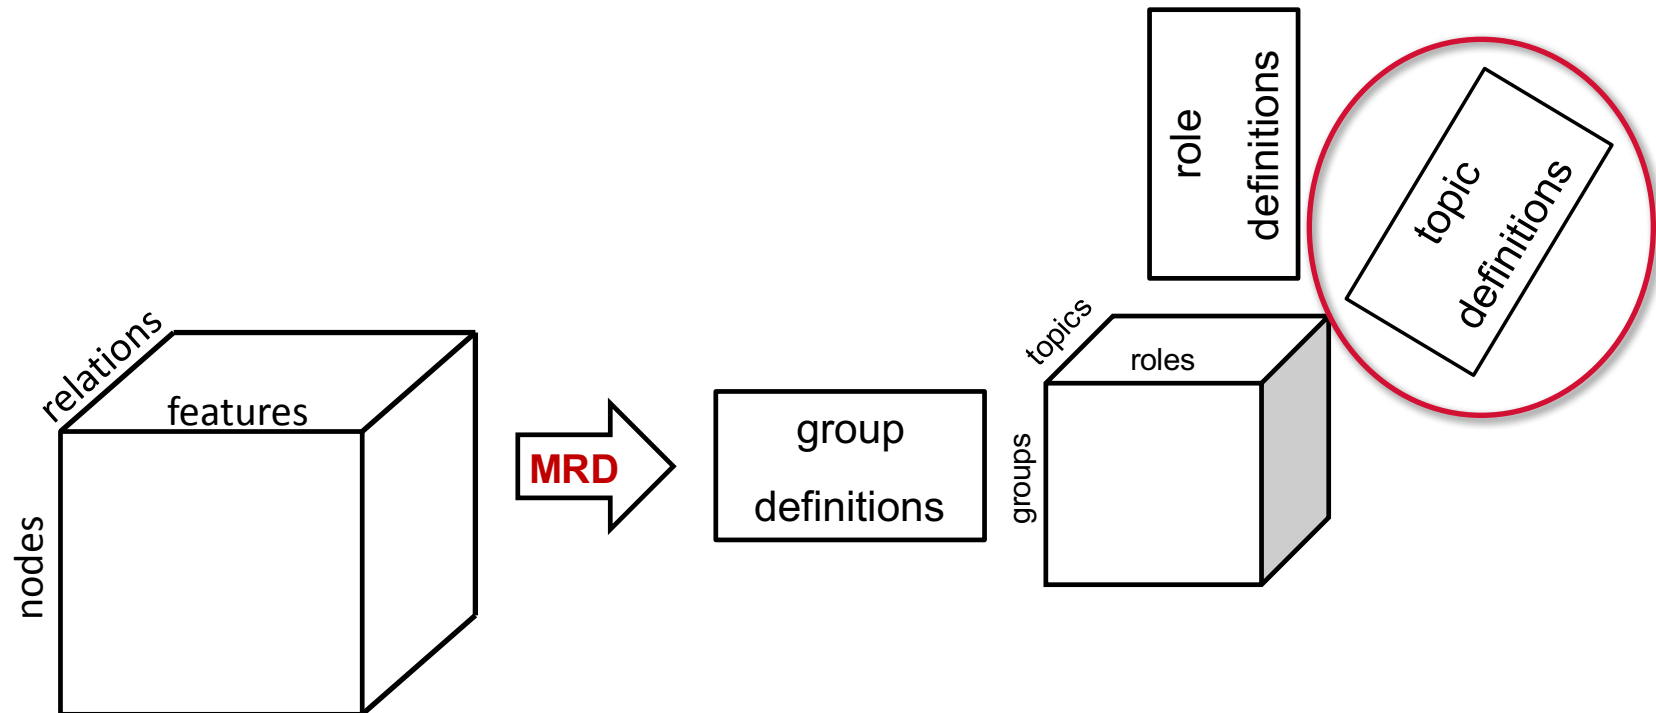 relations
features
nodes
MRD
group
definitions
role
definitions
topic
definitions
topics
roles
groups